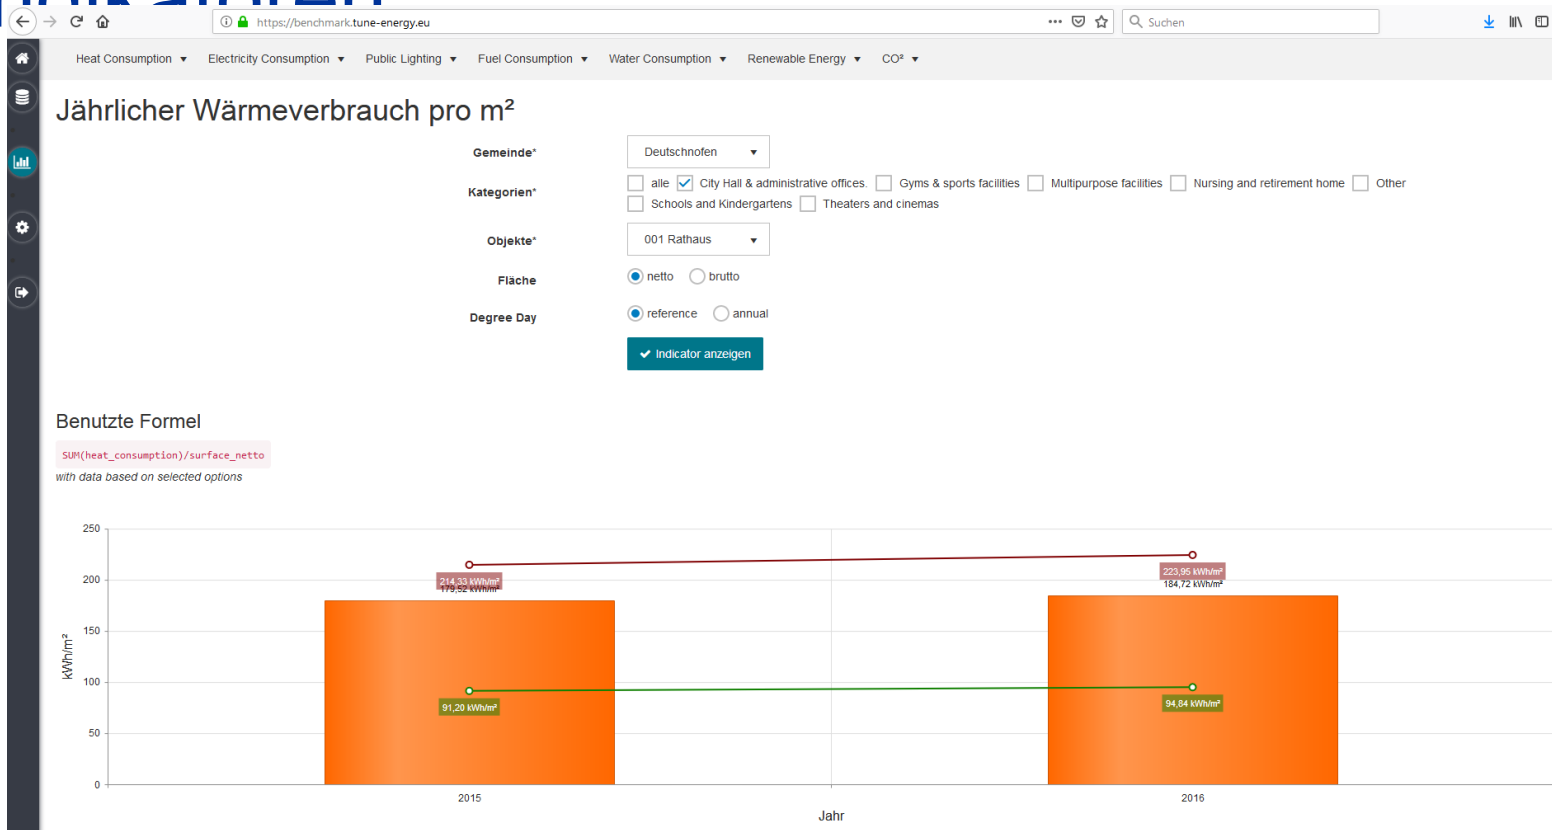 https://benchmark.tune-energy.eu
Suchen
Heat Consumption Electricity Consumption Public Lighting Fuel Consumption Water Consumption Renewable Energy CO²
Jährlicher Wärmeverbrauch pro m²
Gemeinde* Deutschnofen
Kategorien* alle City Hall & administrative offices. Gyms & sports facilities Multipurpose facilities Nursing and retirement home Other
Schools and Kindergartens Theaters and cinemas
Objekte* 001 Rathaus
Fläche netto brutto
Degree Day reference annual
Indicator anzeigen
Benutzte Formel
SUM(heat_consumption)/surface_netto
with data based on selected options
250
200
150
100
50
0
kWh/m²
214,33 kWh/m²
179,52 kWh/m²
223,95 kWh/m²
184,72 kWh/m²
91,20 kWh/m²
94,84 kWh/m²
2015 2016
Jahr